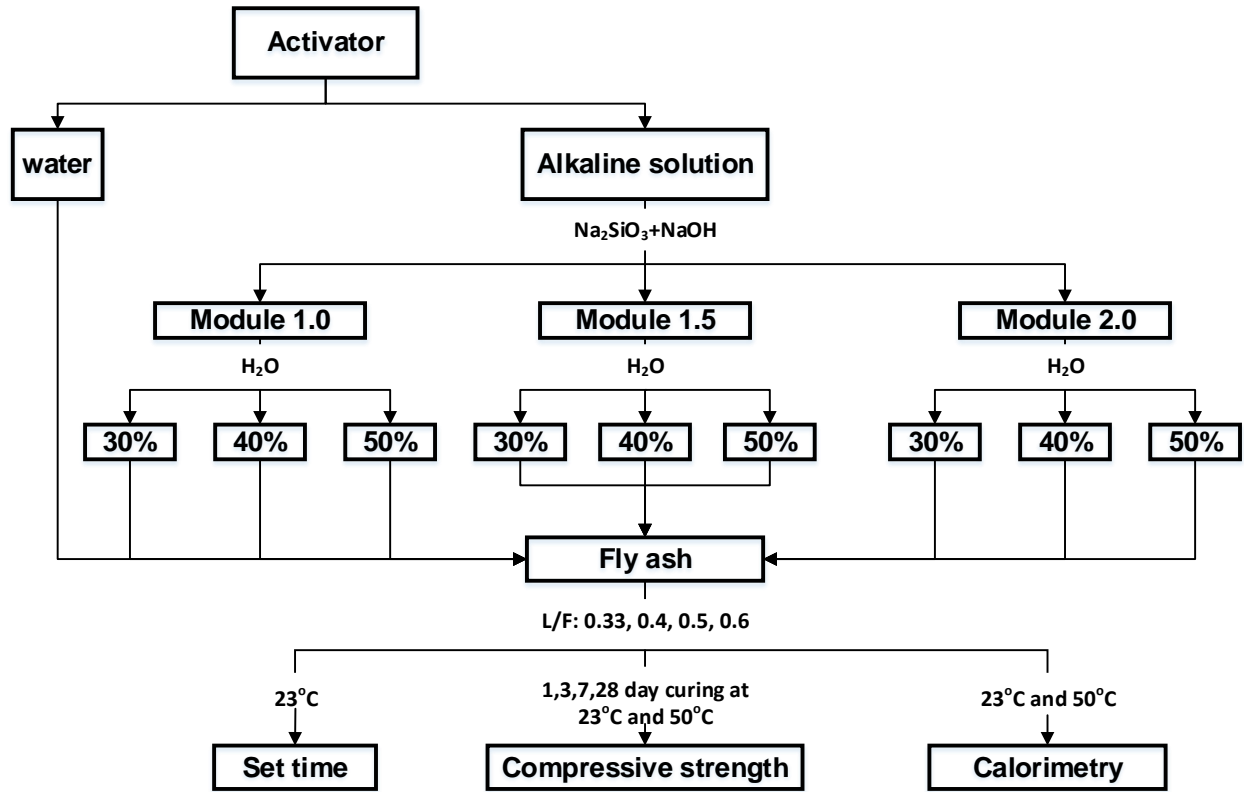 Activator
water
Alkaline solution
Na₂SiO₃+NaOH
Module 1.0
Module 1.5
Module 2.0
H₂O
H₂O
H₂O
30%
40%
50%
30%
40%
50%
30%
40%
50%
Fly ash
L/F: 0.33, 0.4, 0.5, 0.6
23°C
1,3,7,28 day curing at
23°C and 50°C
23°C and 50°C
Set time
Compressive strength
Calorimetry